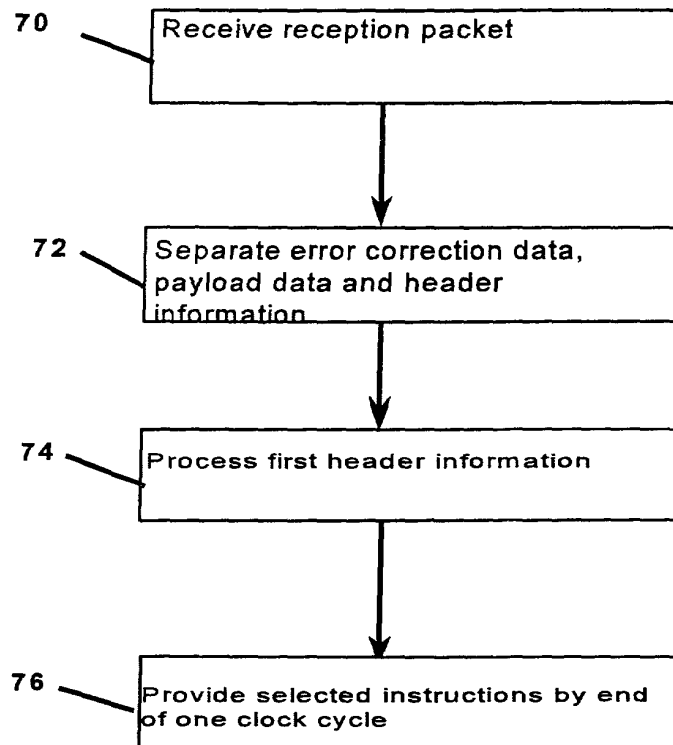 70
Receive reception packet
72
Separate error correction data,
payload data and header
information
74
Process first header information
76
Provide selected instructions by end
of one clock cycle